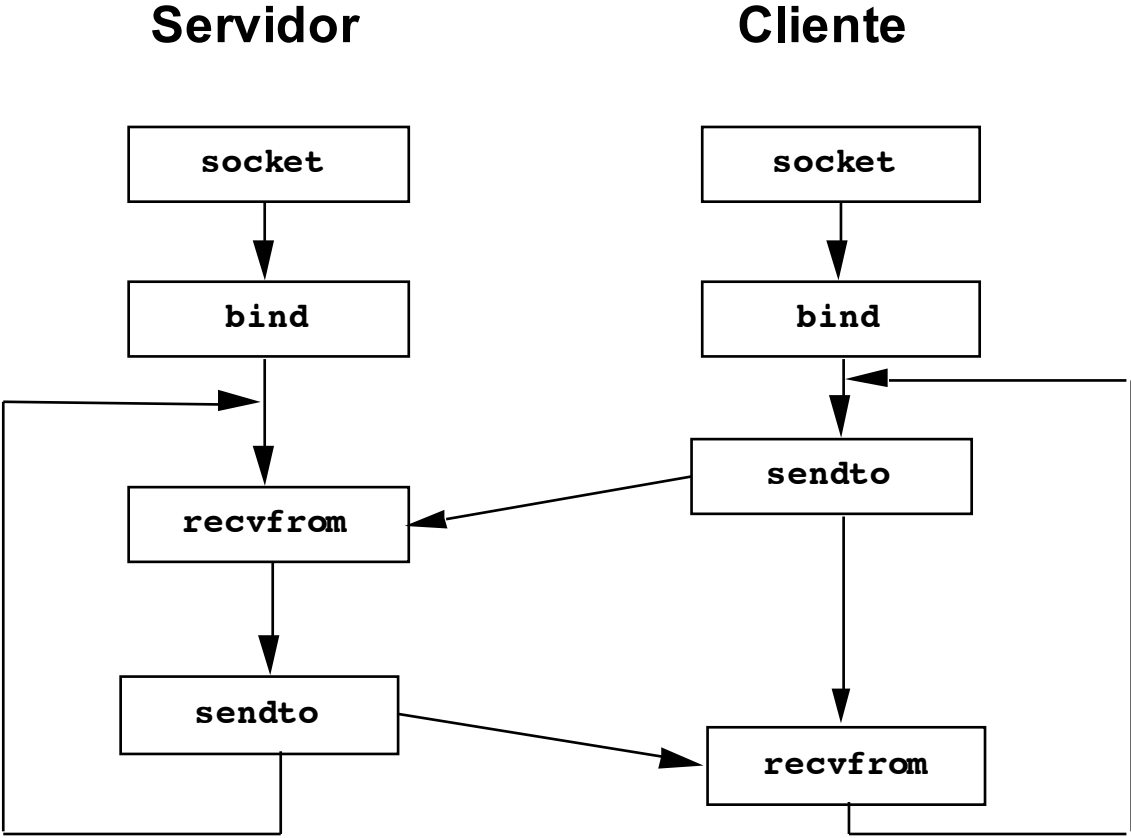 Servidor
Cliente
socket
socket
bind
bind
sendto
recvfrom
sendto
recvfrom